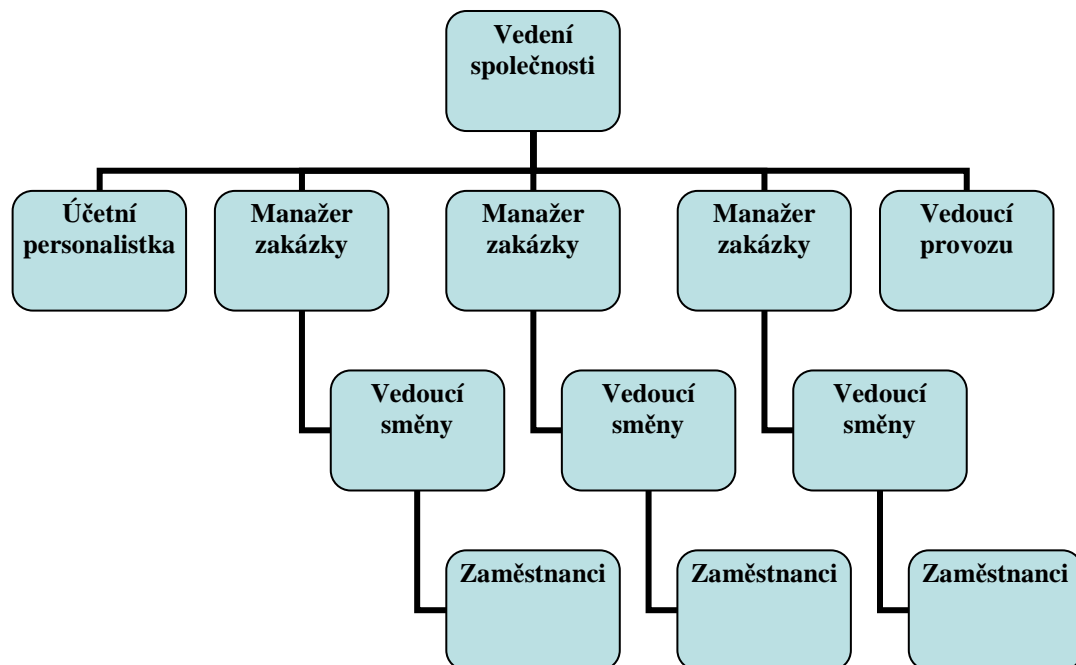 Vedení
společnosti
Účetní
personalistka
Manažer
zakázky
Manažer
zakázky
Manažer
zakázky
Vedoucí
provozu
Vedoucí
směny
Vedoucí
směny
Vedoucí
směny
Zaměstnanci
Zaměstnanci
Zaměstnanci